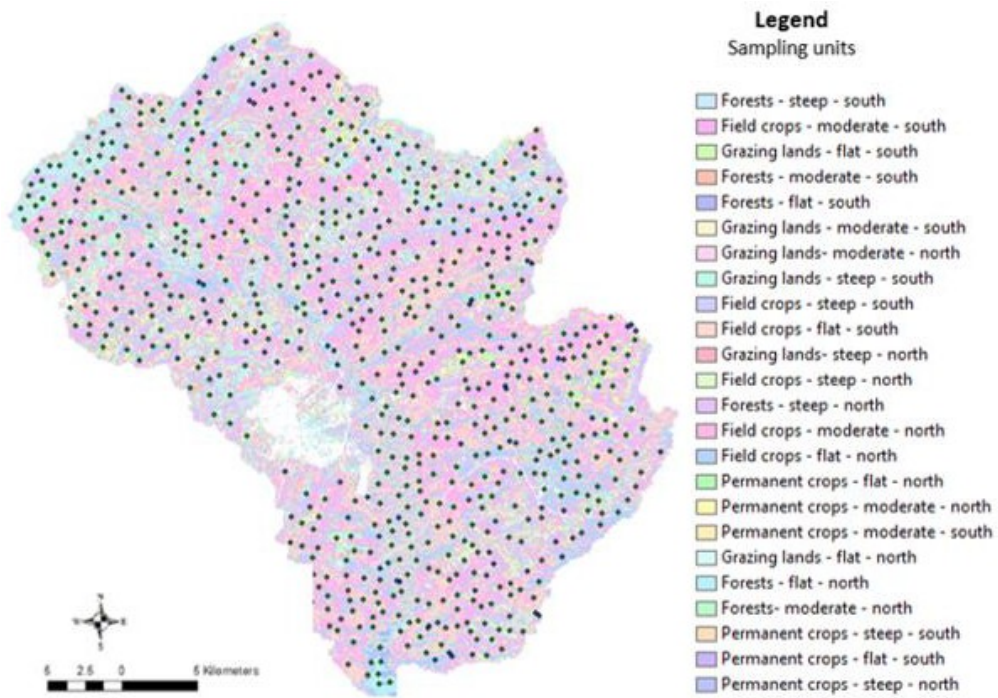 Legend
Sampling units
Forests - steep - south
Field crops - moderate - south
Grazing lands - flat - south
Forests - moderate - south
Forests - flat - south
Grazing lands - moderate - south
Grazing lands- moderate - north
Grazing lands - steep - south
Field crops - steep - south
Field crops - flat - south
Grazing lands- steep - north
Field crops - steep - north
Forests - steep - north
Field crops - moderate - north
Field crops - flat - north
Permanent crops - flat - north
Permanent crops - moderate - north
Permanent crops - moderate - south
Grazing lands - flat - north
Forests - flat - north
Forests- moderate - north
Permanent crops - steep - south
Permanent crops - flat - south
Permanent crops - steep - north
N
W E
S
2.5 0 5 Kilometers